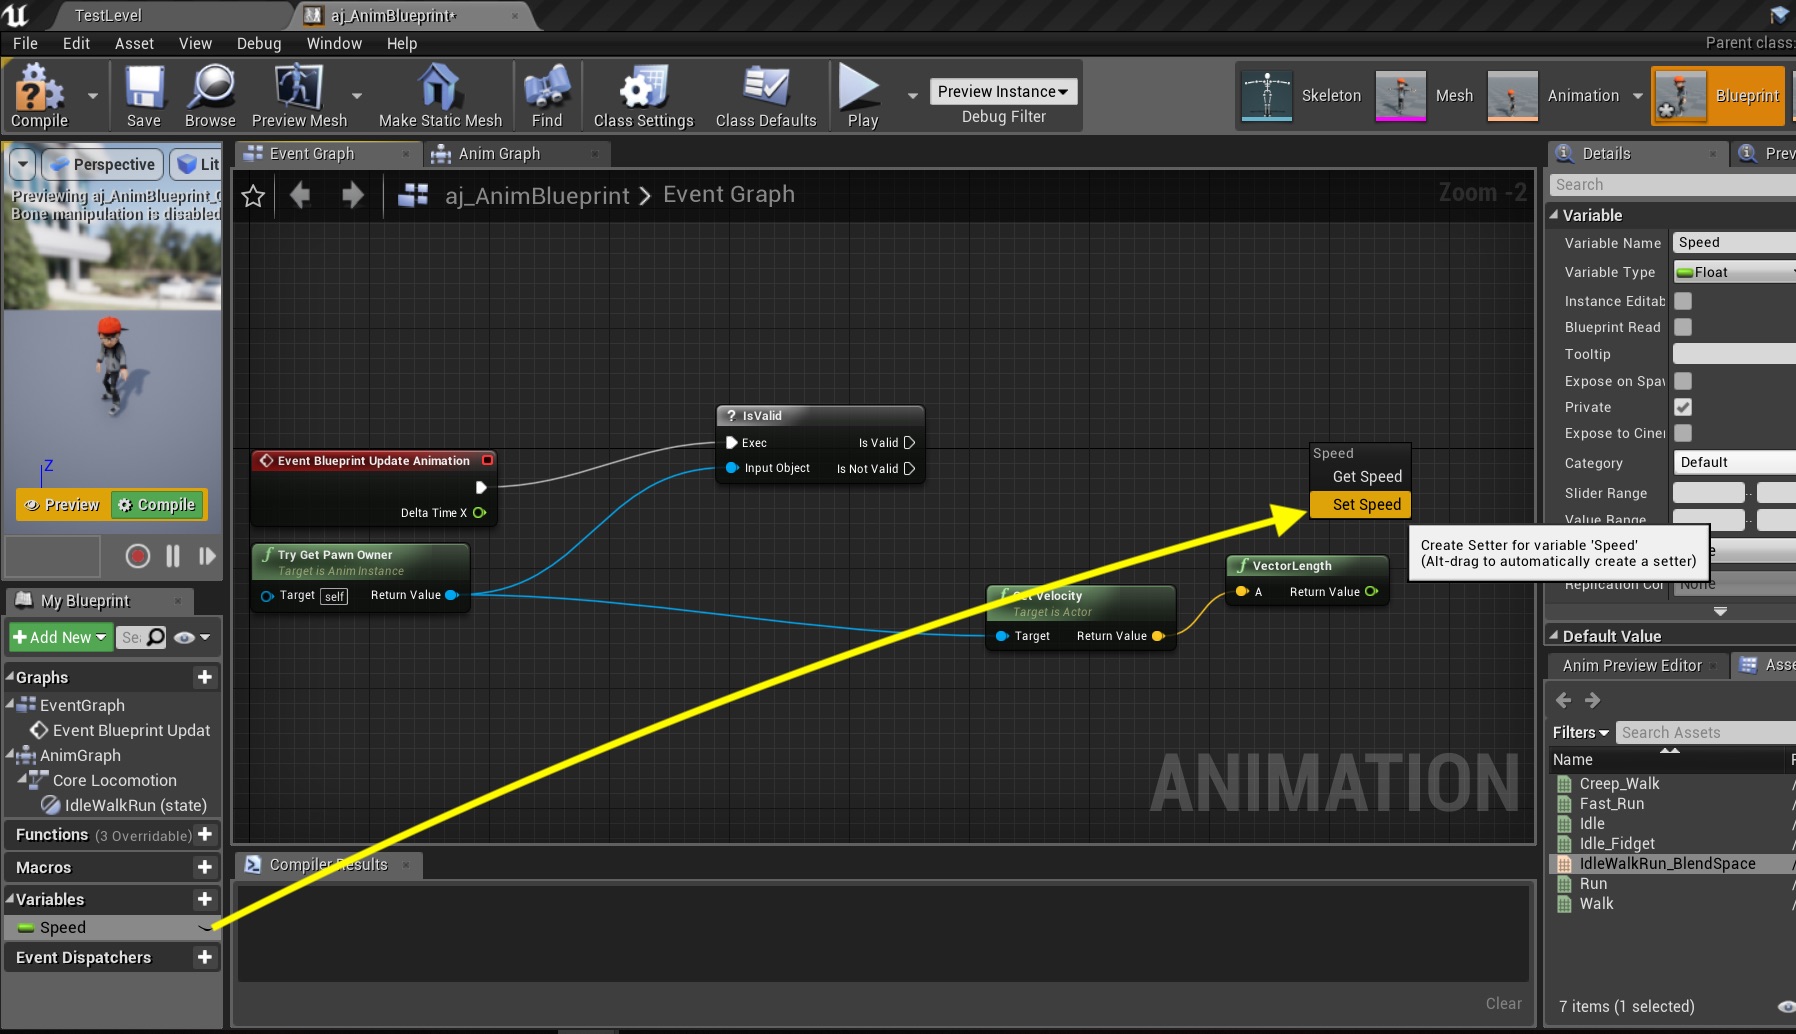 TestLevel
aj_AnimBlueprint*
File Edit Asset View Debug Window Help
Parent class:
Compile
Save
Browse
Preview Mesh
Make Static Mesh
Find
Class Settings
Class Defaults
Play
Preview Instance
Debug Filter
Skeleton
Mesh
Animation
Blueprint
Perspective
Lit
Previewing aj_AnimBlueprint_
Bone manipulation is disabled
Z
Preview
Compile
My Blueprint
Add New
Graphs
EventGraph
Event Blueprint Updat
AnimGraph
Core Locomotion
IdleWalkRun (state)
Functions (3 Overridable)
Macros
Variables
Speed
Event Dispatchers
Event Graph
Anim Graph
aj_AnimBlueprint > Event Graph
Zoom -2
Event Blueprint Update Animation
Delta Time X
Try Get Pawn Owner
Target is Anim Instance
Target self Return Value
? IsValid
Exec Is Valid
Input Object Is Not Valid
f Velocity
Target is Actor
Target Return Value
VectorLength
A Return Value
Speed
Get Speed
Set Speed
Create Setter for variable 'Speed'
(Alt-drag to automatically create a setter)
ANIMATION
Compiler Results
Clear
Details
Prev
Search
Variable
Variable Name Speed
Variable Type Float
Instance Editab
Blueprint Read
Tooltip
Expose on Spa
Private
Expose to Ciner
Category Default
Slider Range
Value Range
Replication Co
None
Default Value
Anim Preview Editor
Asse
Filters
Search Assets
Name
Creep_Walk
Fast_Run
Idle
Idle_Fidget
IdleWalkRun_BlendSpace
Run
Walk
7 items (1 selected)